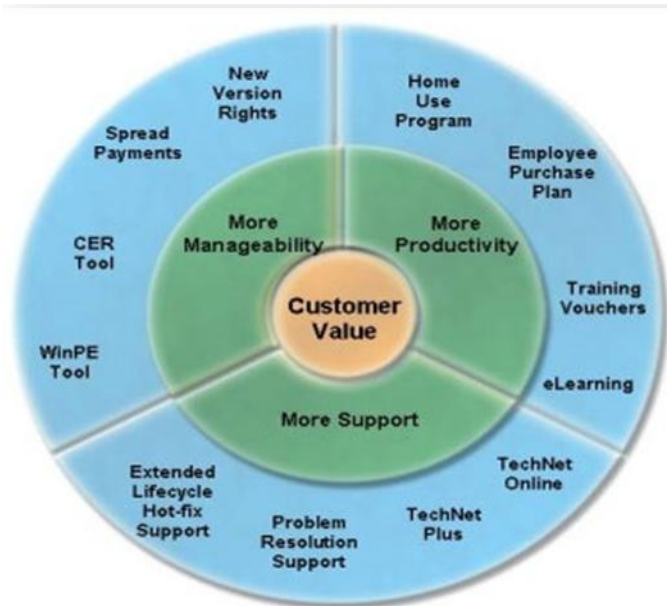 New
Version
Rights
Spread
Payments
CER
Tool
WinPE
Tool
Home
Use
Program
Employee
Purchase
Plan
Training
Vouchers
eLearning
More
Manageability
More
Productivity
Customer
Value
More Support
Extended
Lifecycle
Hot-fix
Support
Problem
Resolution
Support
TechNet
Plus
TechNet
Online